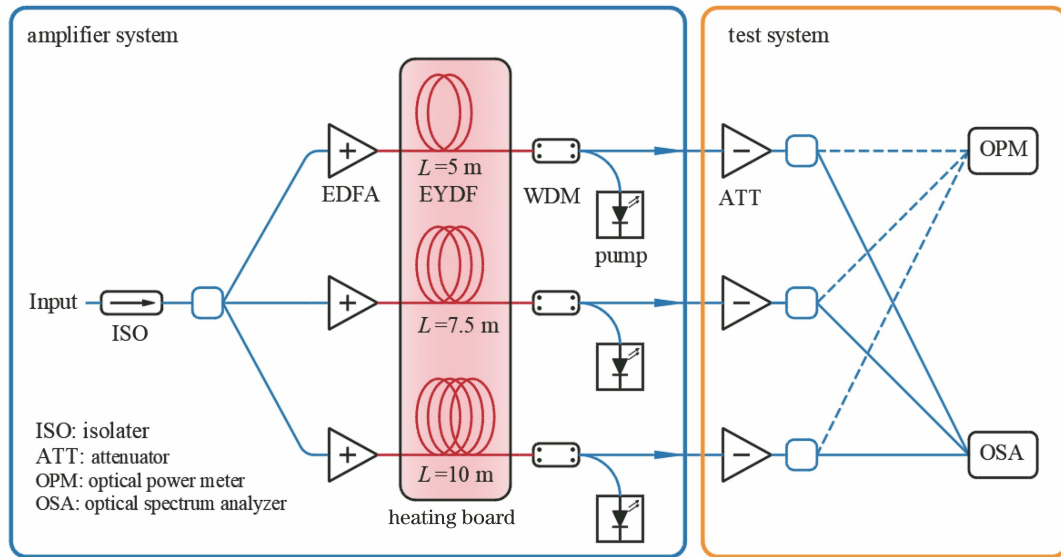 amplifier system
test system
EDFA
L=5 m
EYDF
WDM
pump
ATT
OPM
Input
ISO
L=7.5 m
L=10 m
heating board
OSA
ISO: isolater
ATT: attenuator
OPM: optical power meter
OSA: optical spectrum analyzer